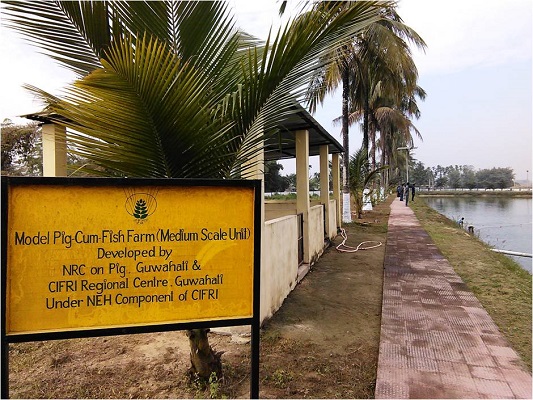 Model Pig-Cum-Fish Farm (Medium Scale Unit)
Developed by
NRC on Pig, Guwahati &
CIFRI Regional Centre, Guwahati
Under NEH Component of CIFRI